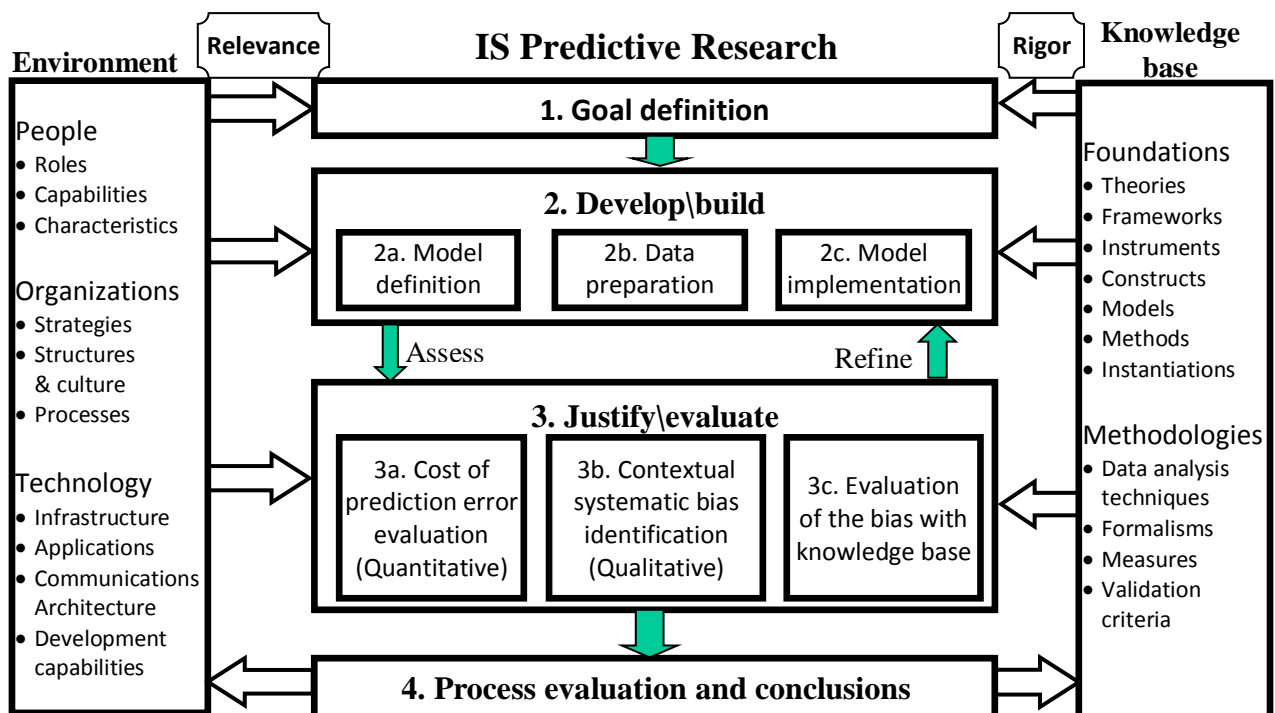 Relevance
IS Predictive Research
Rigor
Knowledge
base
Environment
People
• Roles
• Capabilities
• Characteristics
Organizations
• Strategies
• Structures
& culture
• Processes
Technology
• Infrastructure
• Applications
• Communications
Architecture
• Development
capabilities
1. Goal definition
2. Develop\build
2a. Model
definition
2b. Data
preparation
2c. Model
implementation
Assess
Refine
3. Justify\evaluate
3a. Cost of
prediction error
evaluation
(Quantitative)
3b. Contextual
systematic bias
identification
(Qualitative)
3c. Evaluation
of the bias with
knowledge base
4. Process evaluation and conclusions
Foundations
• Theories
• Frameworks
• Instruments
• Constructs
• Models
• Methods
• Instantiations
Methodologies
• Data analysis
techniques
• Formalisms
• Measures
• Validation
criteria